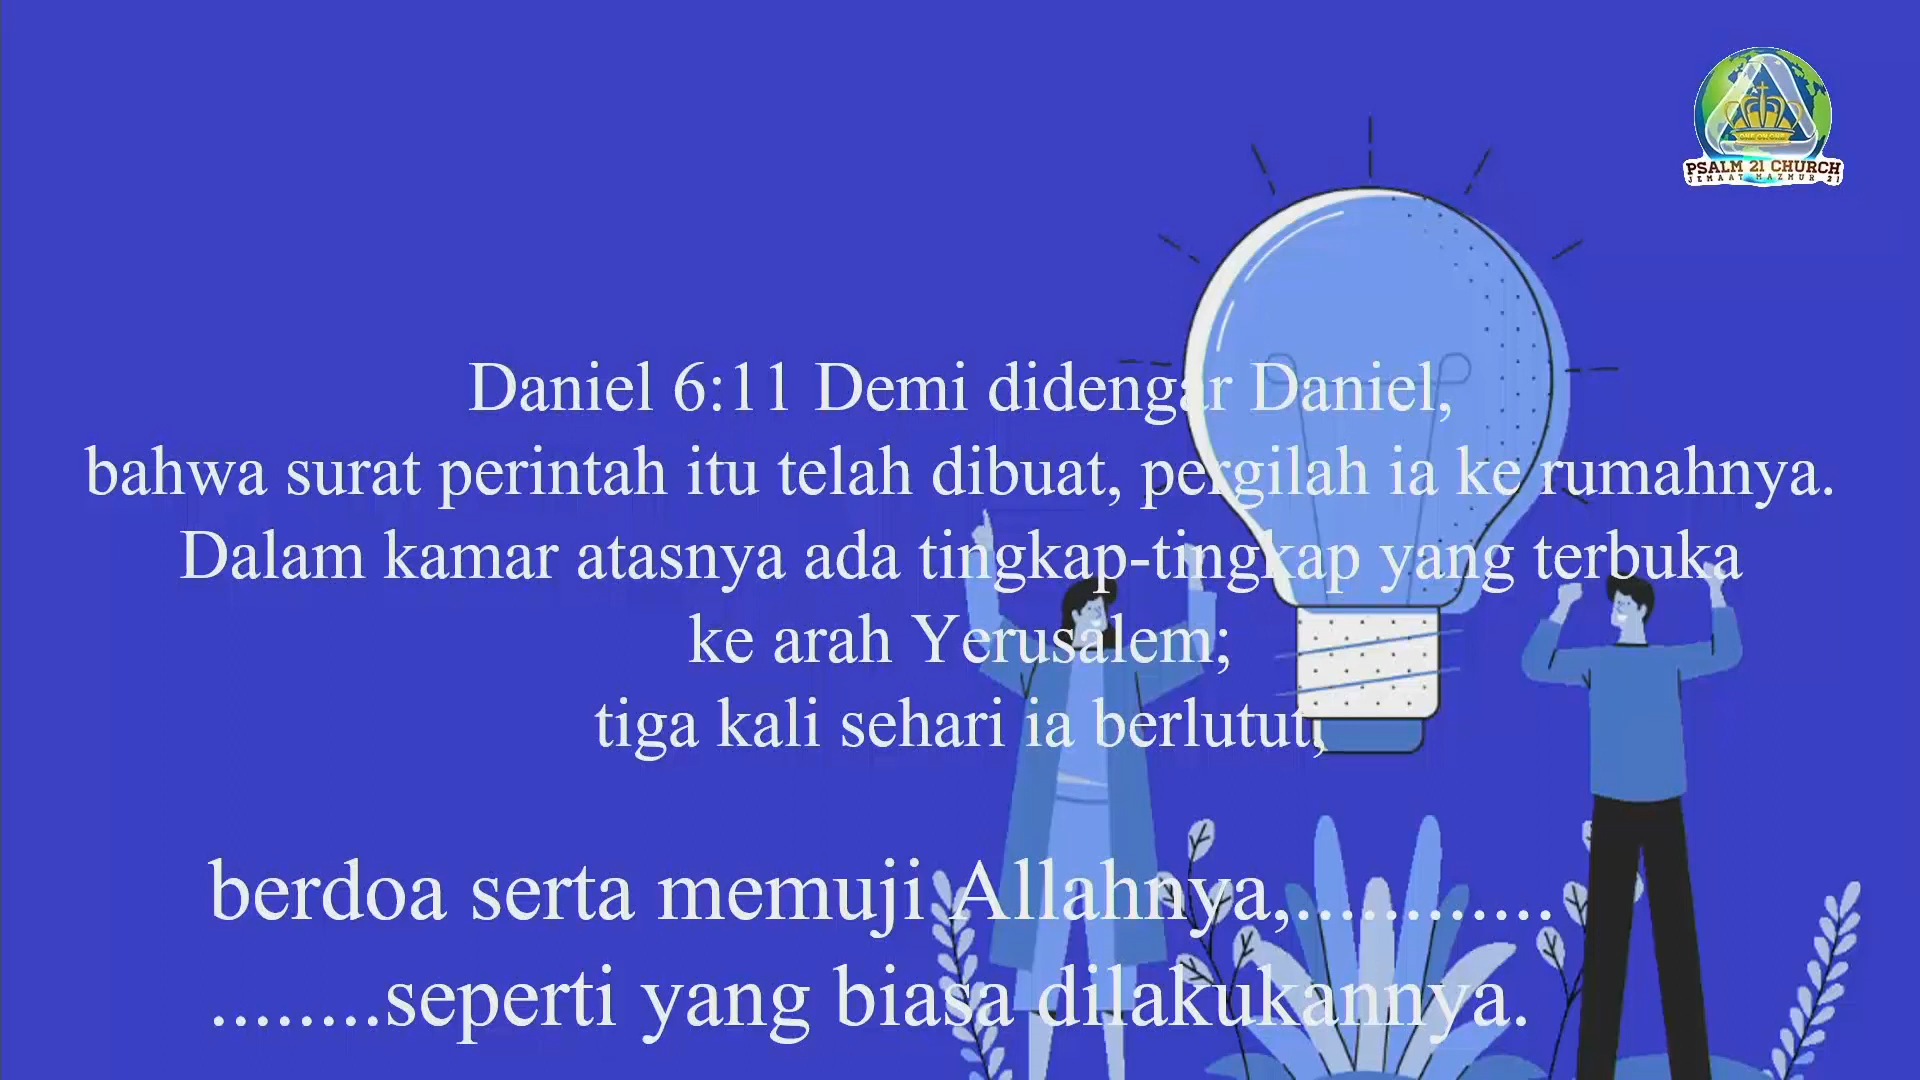 PSALM 21 CHURCH
JEMAAT MAZMUR 21
Daniel 6:11 Demi didengar Daniel,
bahwa surat perintah itu telah dibuat, pergilah ia ke rumahnya.
Dalam kamar atasnya ada tingkap-tingkap yang terbuka
ke arah Yerusalem;
tiga kali sehari ia berlutut,
berdoa serta memuji Allahnya,............
........seperti yang biasa dilakukannya.